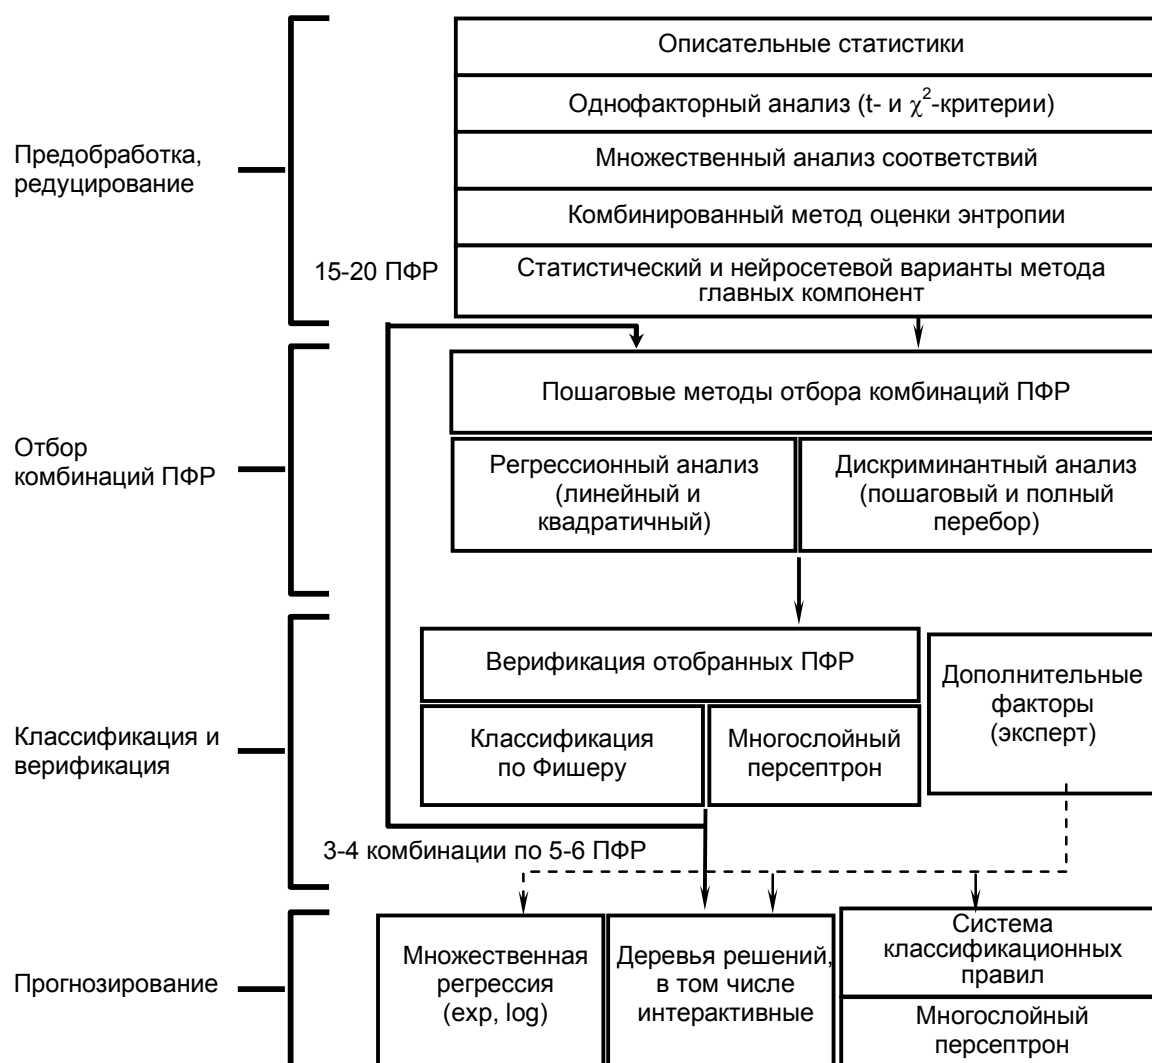 Описательные статистики
Однофакторный анализ (t- и χ²-критерии)
Предобработка,
редуцирование
Множественный анализ соответствий
Комбинированный метод оценки энтропии
15-20 ПФР
Статистический и нейросетевой варианты метода
главных компонент
Пошаговые методы отбора комбинаций ПФР
Отбор
комбинаций ПФР
Регрессионный анализ
(линейный и
квадратичный)
Дискриминантный анализ
(пошаговый и полный
перебор)
Классификация и
верификация
Верификация отобранных ПФР
Классификация
по Фишеру
Многослойный
персептрон
Дополнительные
факторы
(эксперт)
3-4 комбинации по 5-6 ПФР
Прогнозирование
Множественная
регрессия
(exp, log)
Деревья решений,
в том числе
интерактивные
Система
классификационных
правил
Многослойный
персептрон